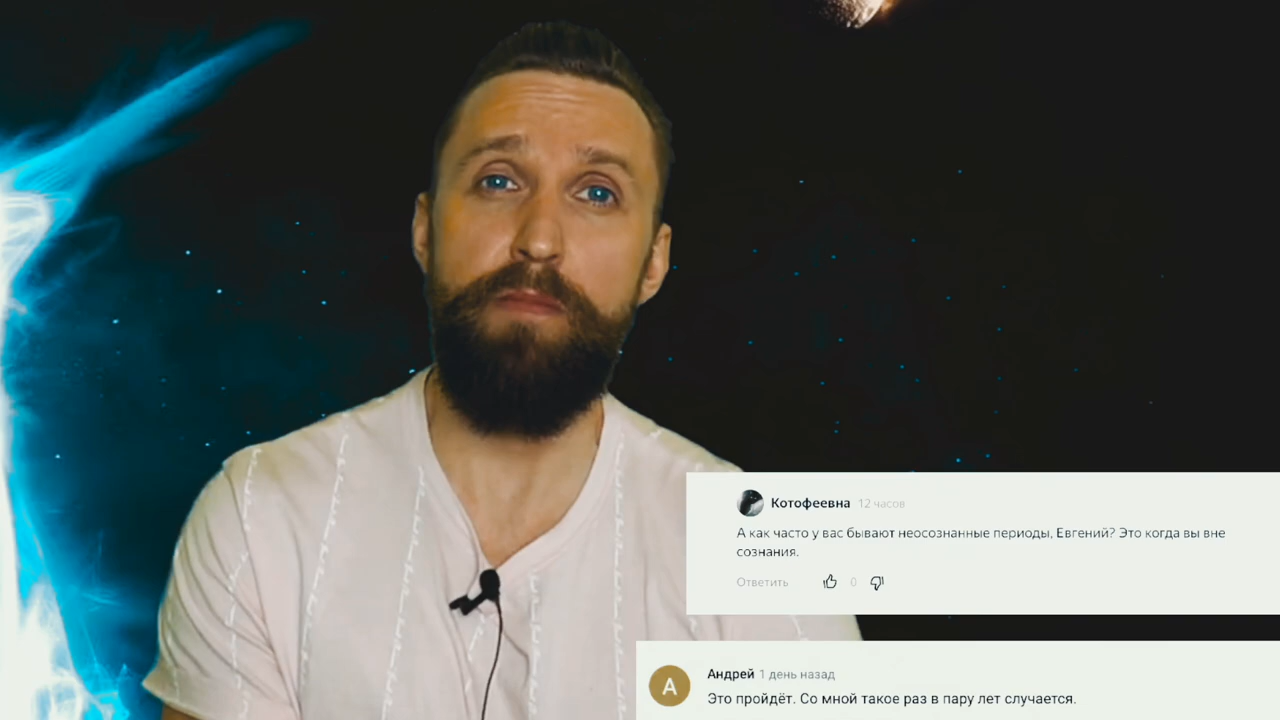 Котофеевна 12 часов
А как часто у вас бывают неосознанные периоды, Евгений? Это когда вы вне
сознания.
Ответить 0
А
Андрей 1 день назад
Это пройдёт. Со мной такое раз в пару лет случается.